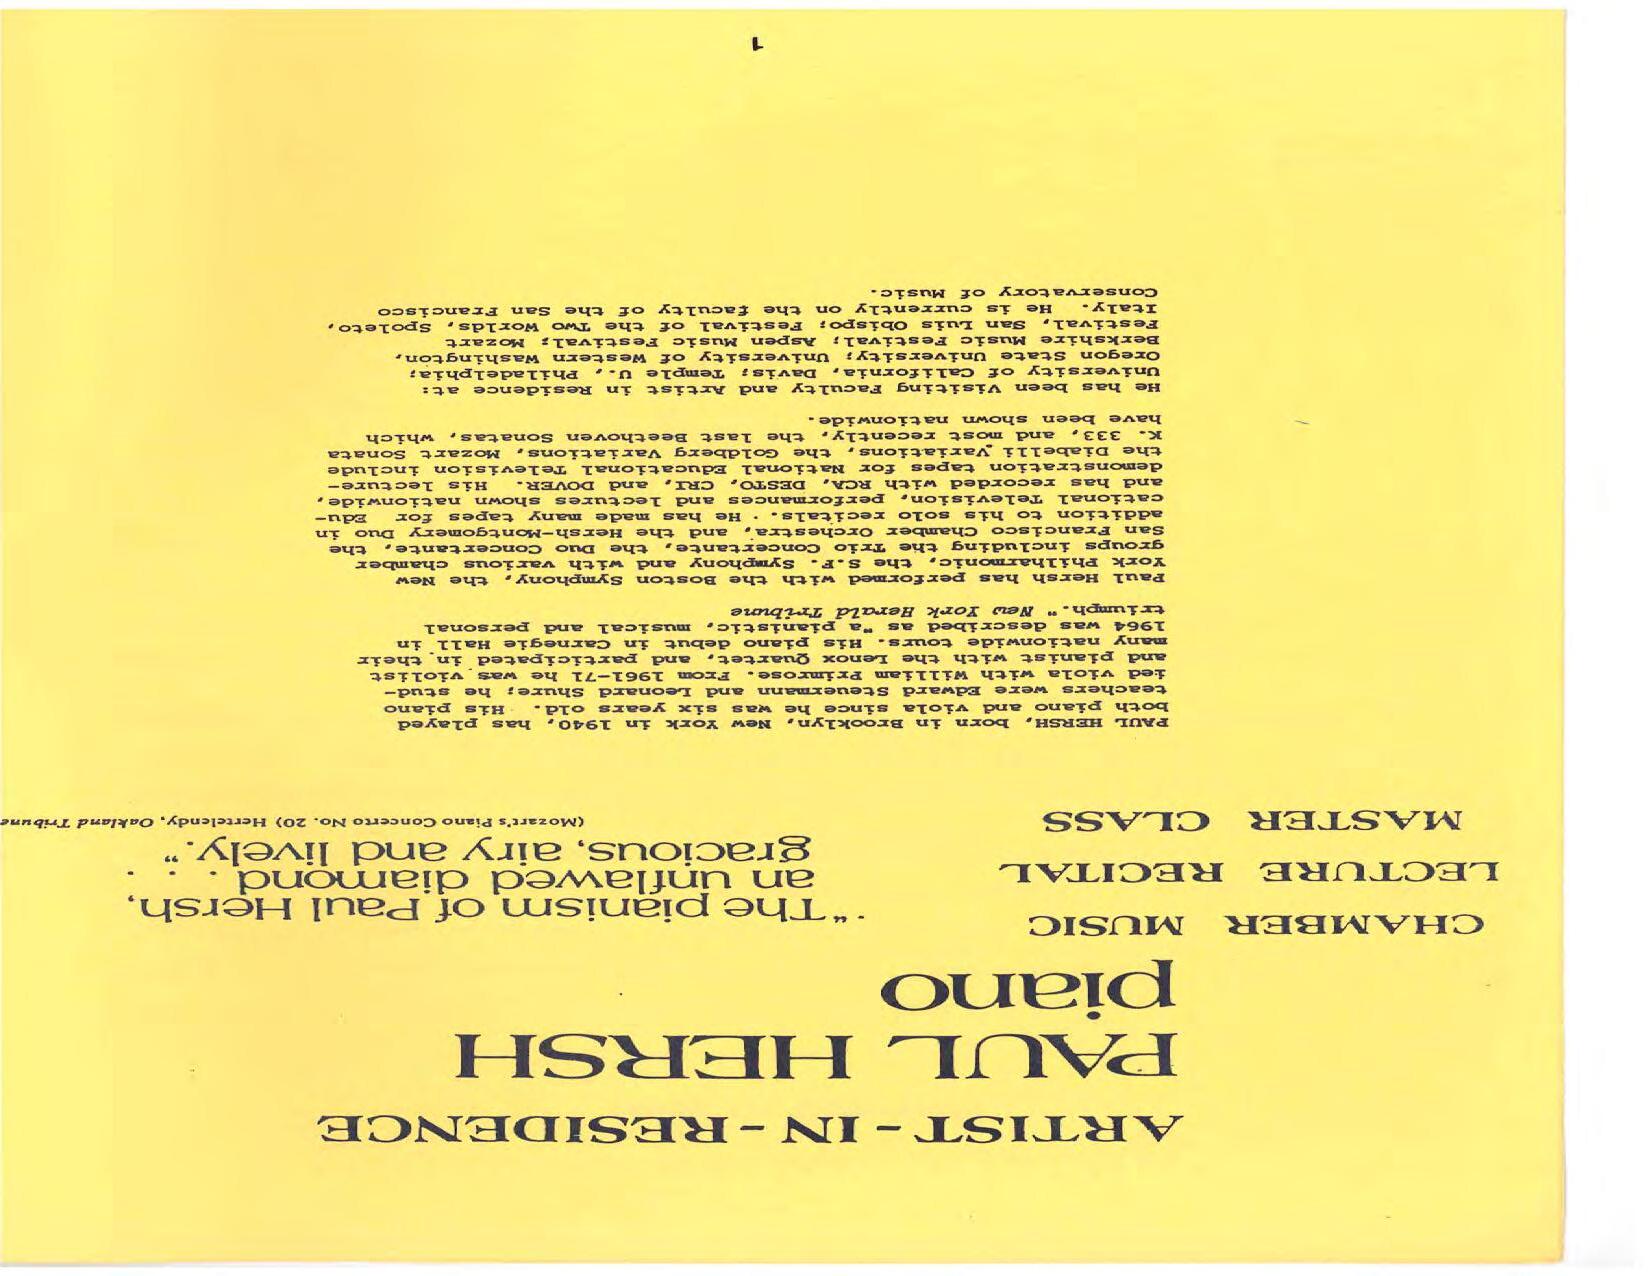 ARTIST - IN - RESIDENCE
PAUL HERSH
piano
CHAMBER MUSIC
LECTURE RECITAL
MASTER CLASS
"The pianism of Paul Hersh,
an unflawed diamond . . .
gracious, airy and lively."
(Mozart's Piano Concerto No. 20) Hertelendy, Oakland Tribune
PAUL HERSH, born in Brooklyn, New York in 1940, has played
both piano and viola since he was six years old. His piano
teachers were Edward Steuermann and Leonard Shure; he stud-
ied viola with William Primrose. From 1961-71 he was violist
and pianist with the Lenox Quartet, and participated in their
many nationwide tours. His piano debut in Carnegie Hall in
1964 was described as "a pianistic, musical and personal
triumph." New York Herald Tribune
Paul Hersh has performed with the Boston Symphony, the New
York Philharmonic, the S.F. Symphony and with various chamber
groups including the Trio Concertante, the Duo Concertante, the
San Francisco Chamber Orchestra, and the Hersh-Montgomery Duo in
addition to his solo recitals. He has made many tapes for Edu-
cational Television, performances and lectures shown nationwide,
and has recorded with RCA, DESTO, CRI, and DOVER. His lecture-
demonstration tapes for National Educational Television include
the Diabelli Variations, the Goldberg Variations, Mozart Sonata
K. 333, and most recently, the last Beethoven Sonatas, which
have been shown nationwide.
He has been Visiting Faculty and Artist in Residence at:
University of California, Davis; Temple U., Philadelphia;
Oregon State University; University of Western Washington,
Berkshire Music Festival; Aspen Music Festival; Mozart
Festival, San Luis Obispo; Festival of the Two Worlds, Spoleto,
Italy. He is currently on the faculty of the San Francisco
Conservatory of Music.
1